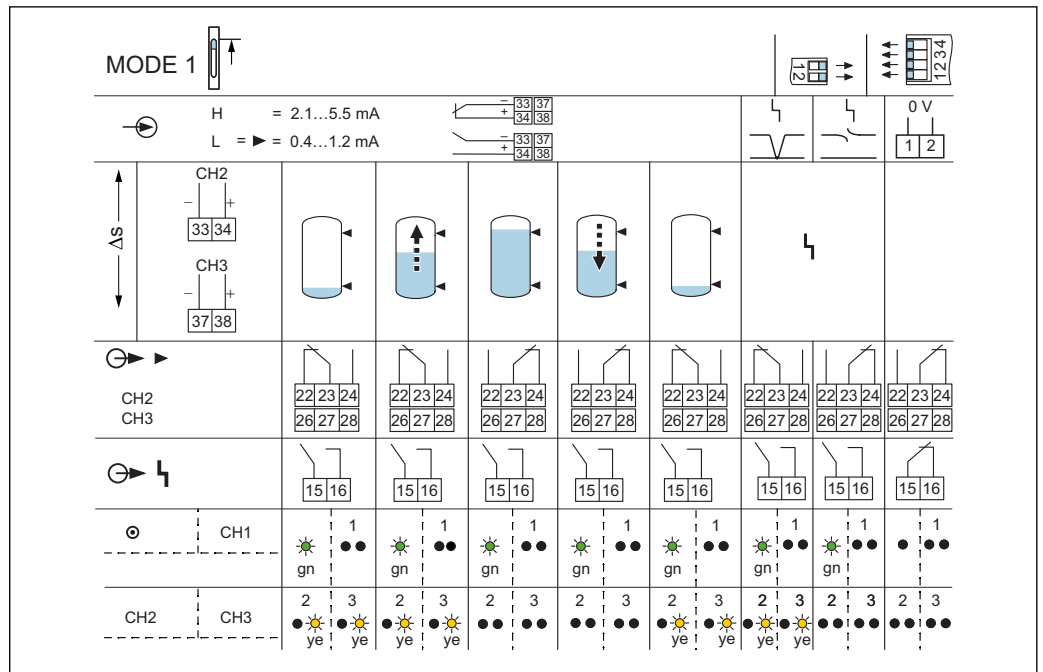 MODE 1
1 2
1 2 3 4
H = 2.1…5.5 mA
− 33 37
+ 34 38
L = ► = 0.4…1.2 mA
− 33 37
+ 34 38
0 V
1 2
Δs
CH2
− +
33 34
CH3
− +
37 38
CH2
22 23 24 22 23 24 22 23 24 22 23 24 22 23 24 22 23 24 22 23 24 22 23 24
CH3
26 27 28 26 27 28 26 27 28 26 27 28 26 27 28 26 27 28 26 27 28 26 27 28
15 16 15 16 15 16 15 16 15 16 15 16 15 16 15 16
CH1
1 1 1 1 1 1 1 1
gn gn gn gn gn gn gn
CH2 CH3
2 3 2 3 2 3 2 3 2 3 2 3 2 3 2 3
ye ye ye ye ye ye ye ye